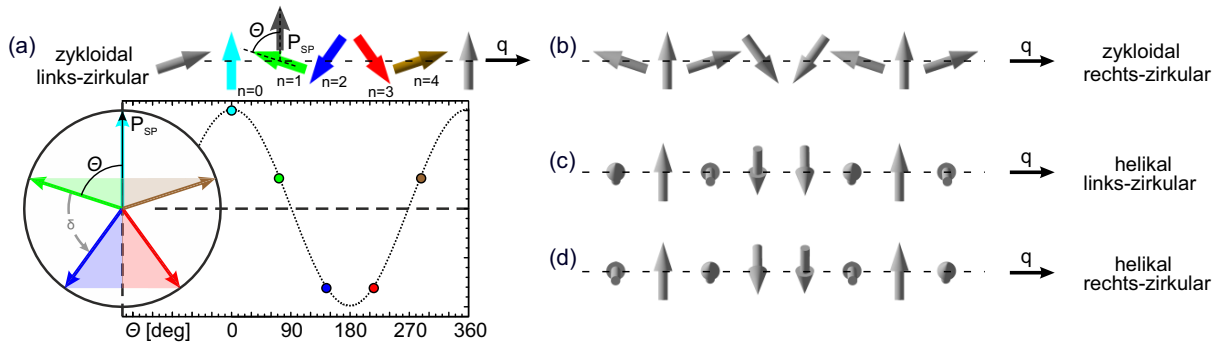 (a)
zykloidal
links-zirkular
Θ
P_SP
n=0
n=1
n=2
n=3
n=4
q
P_SP
Θ
δ
Θ [deg] 0 90 180 270 360
(b)
q
zykloidal
rechts-zirkular
(c)
q
helikal
links-zirkular
(d)
q
helikal
rechts-zirkular